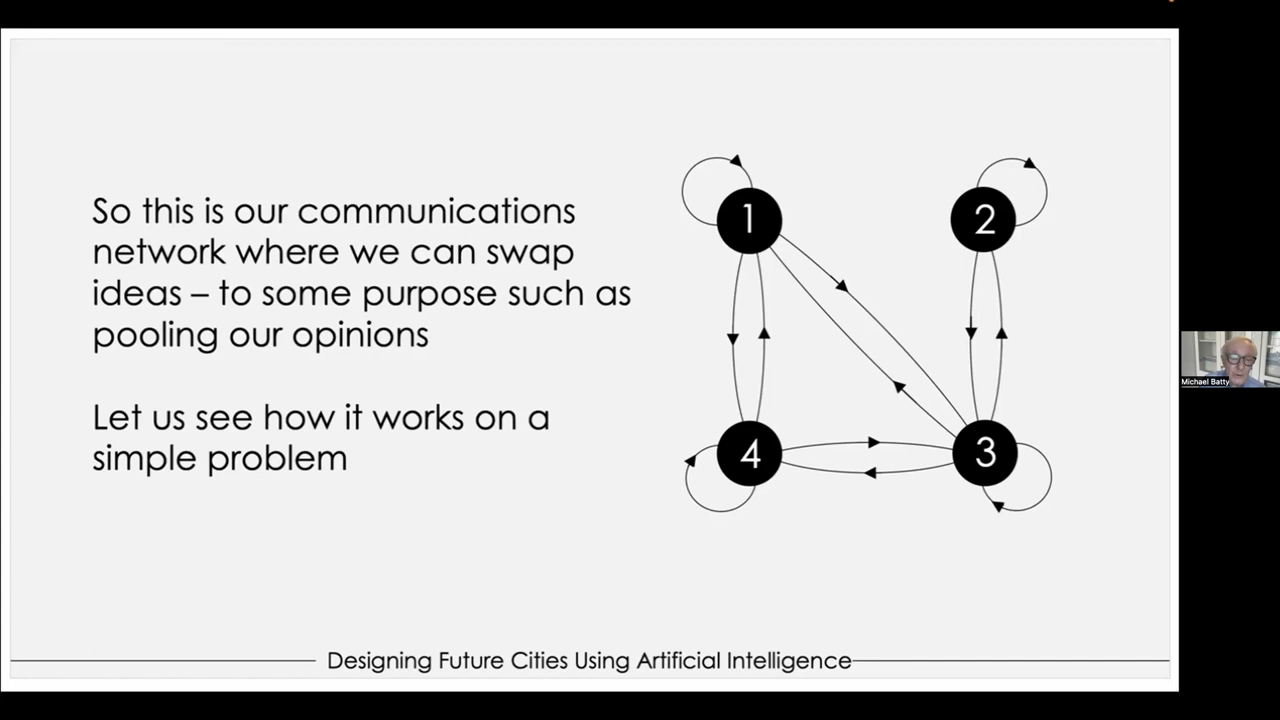 So this is our communications
network where we can swap
ideas – to some purpose such as
pooling our opinions
Let us see how it works on a
simple problem
1
2
4
3
Michael Batty
Designing Future Cities Using Artificial Intelligence